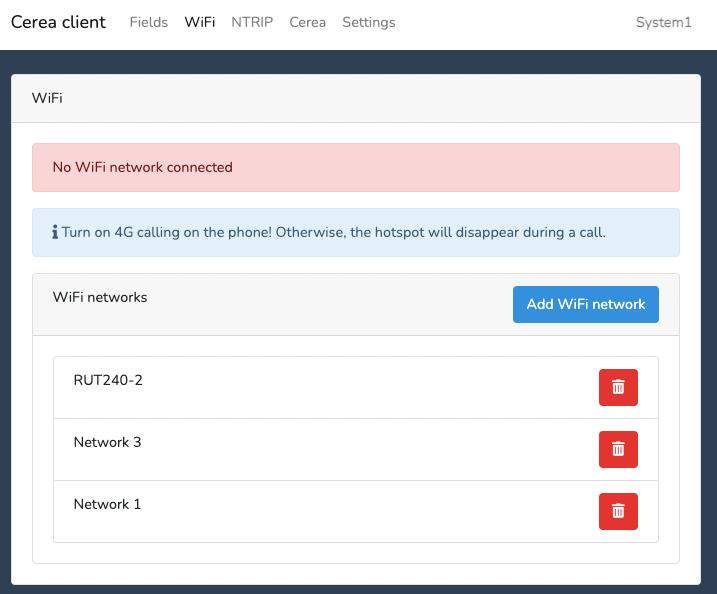 Cerea client Fields WiFi NTRIP Cerea Settings System1
WiFi
No WiFi network connected
Turn on 4G calling on the phone! Otherwise, the hotspot will disappear during a call.
WiFi networks Add WiFi network
RUT240-2
Network 3
Network 1